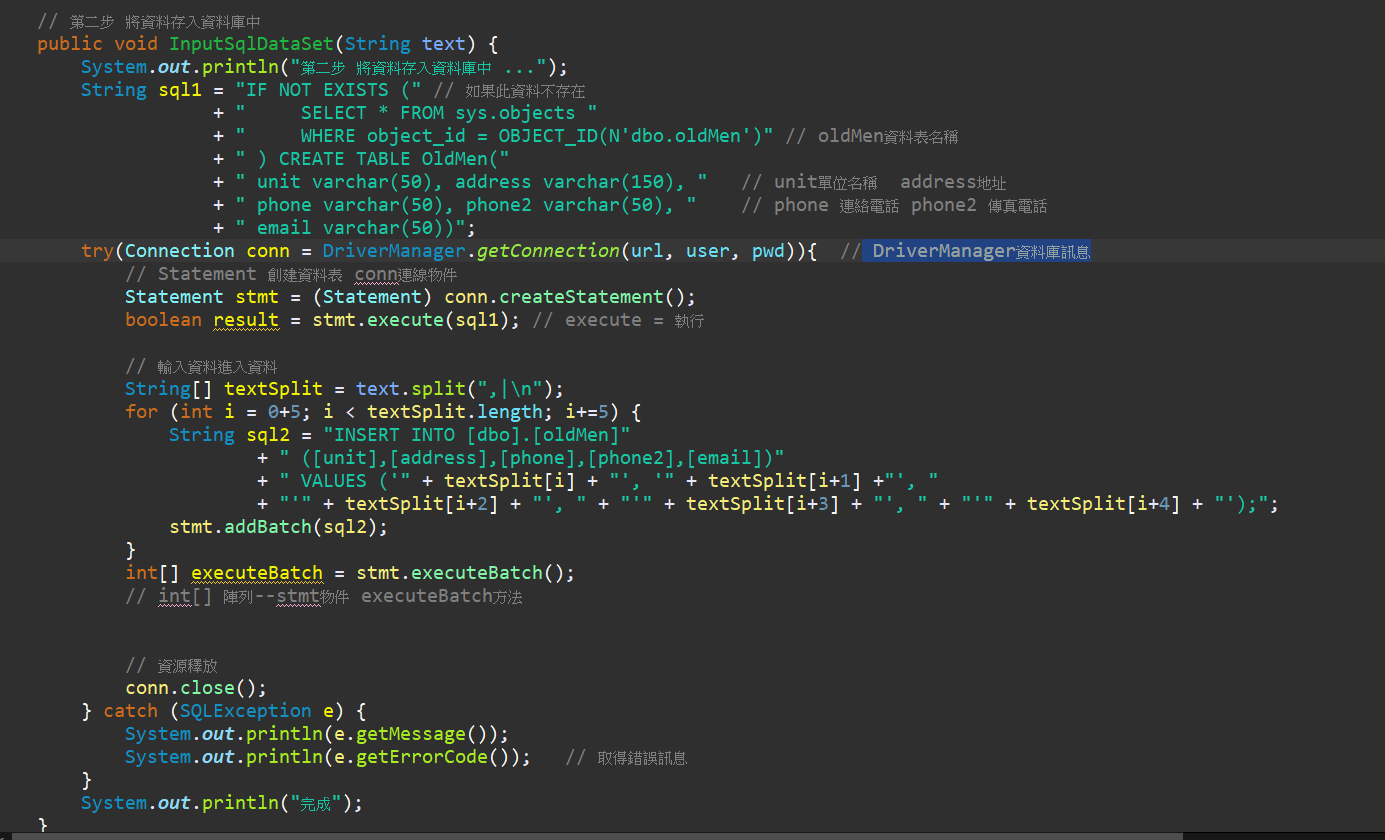 // 第二步 將資料存入資料庫中
public void InputSqlDataSet(String text) {
System.out.println("第二步 將資料存入資料庫中 ...");
String sql1 = "IF NOT EXISTS (" // 如果此資料不存在
+ "     SELECT * FROM sys.objects "
+ "     WHERE object_id = OBJECT_ID(N'dbo.oldMen')" // oldMen資料表名稱
+ " ) CREATE TABLE OldMen("
+ " unit varchar(50), address varchar(150), "   // unit單位名稱  address地址
+ " phone varchar(50), phone2 varchar(50), "    // phone 連絡電話 phone2 傳真電話
+ " email varchar(50))";
try(Connection conn = DriverManager.getConnection(url, user, pwd)){  // DriverManager資料庫訊息
// Statement 創建資料表 conn連線物件
Statement stmt = (Statement) conn.createStatement();
boolean result = stmt.execute(sql1); // execute = 執行
// 輸入資料進入資料
String[] textSplit = text.split(",|\n");
for (int i = 0+5; i < textSplit.length; i+=5) {
String sql2 = "INSERT INTO [dbo].[oldMen]"
+ " ([unit],[address],[phone],[phone2],[email])"
+ " VALUES ('" + textSplit[i] + "', '" + textSplit[i+1] +"', "
+ "'" + textSplit[i+2] + "', " + "'" + textSplit[i+3] + "', " + "'" + textSplit[i+4] + "');";
stmt.addBatch(sql2);
}
int[] executeBatch = stmt.executeBatch();
// int[] 陣列--stmt物件 executeBatch方法
// 資源釋放
conn.close();
} catch (SQLException e) {
System.out.println(e.getMessage());
System.out.println(e.getErrorCode());   // 取得錯誤訊息
}
System.out.println("完成");
}